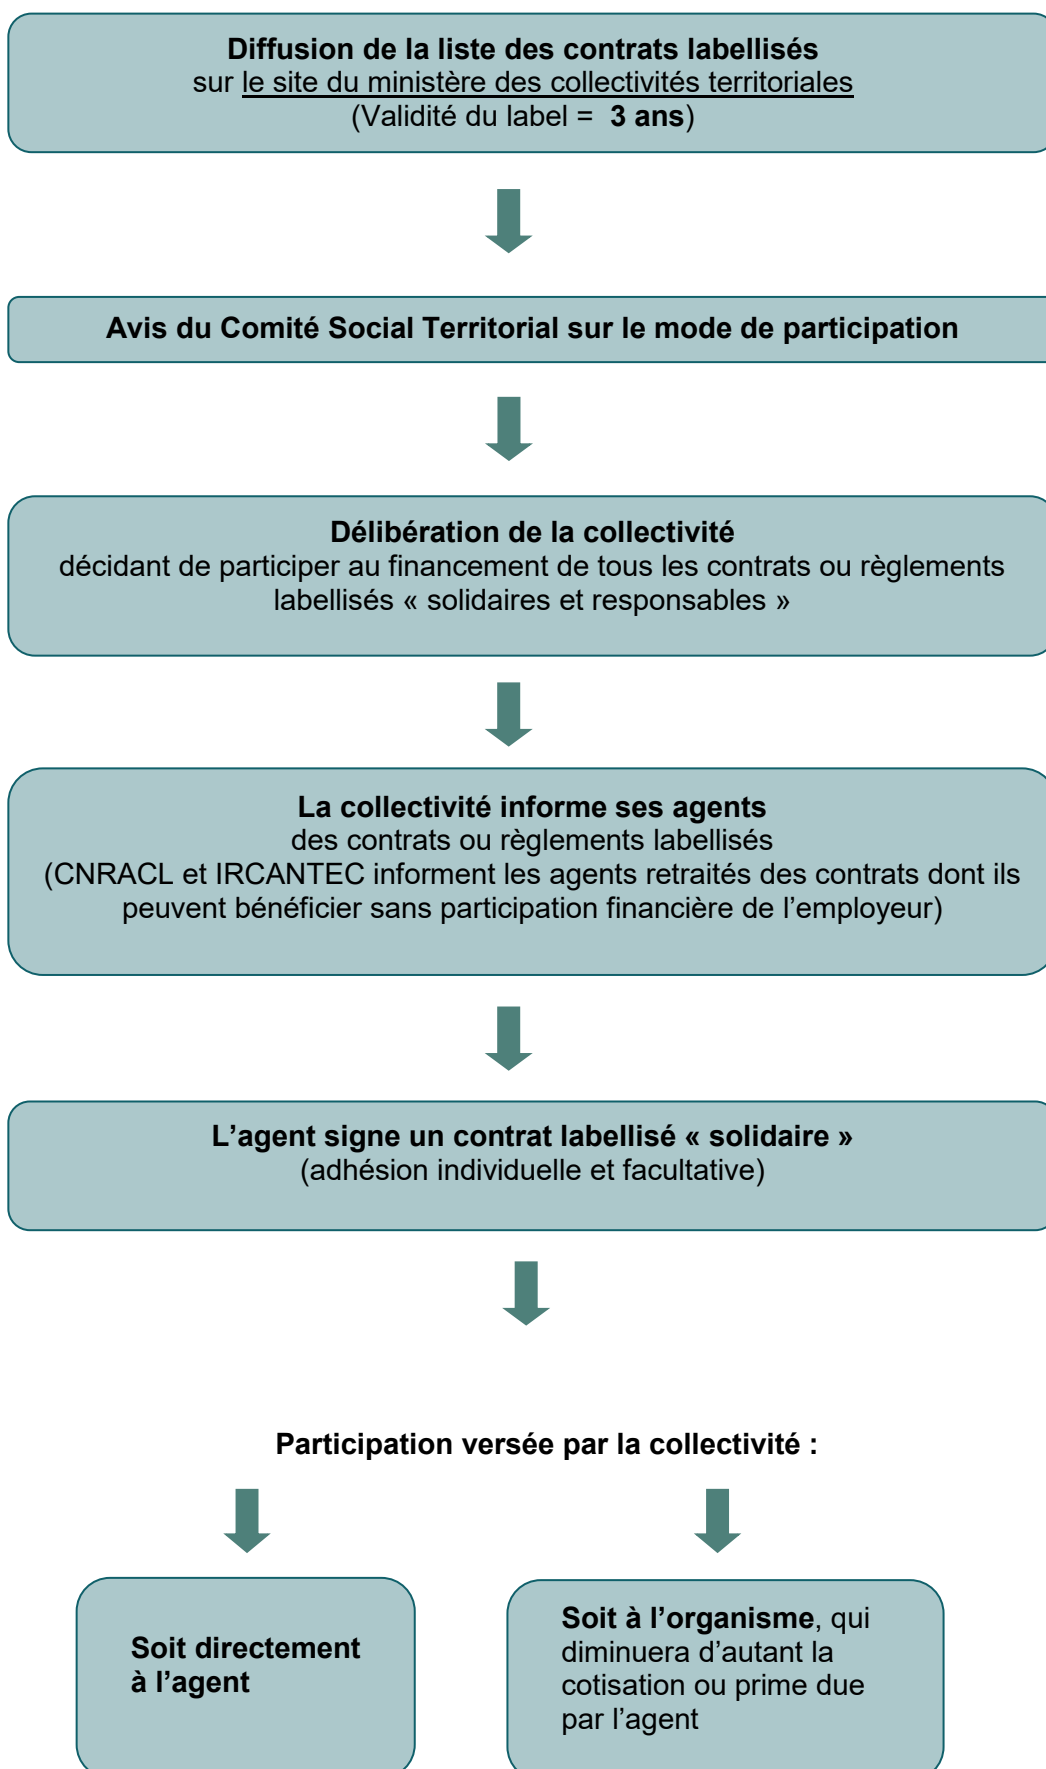 Diffusion de la liste des contrats labellisés
sur le site du ministère des collectivités territoriales
(Validité du label =  3 ans)
Avis du Comité Social Territorial sur le mode de participation
Délibération de la collectivité
décidant de participer au financement de tous les contrats ou règlements
labellisés « solidaires et responsables »
La collectivité informe ses agents
des contrats ou règlements labellisés
(CNRACL et IRCANTEC informent les agents retraités des contrats dont ils
peuvent bénéficier sans participation financière de l’employeur)
L’agent signe un contrat labellisé « solidaire »
(adhésion individuelle et facultative)
Participation versée par la collectivité :
Soit directement
à l’agent
Soit à l’organisme, qui
diminuera d’autant la
cotisation ou prime due
par l’agent